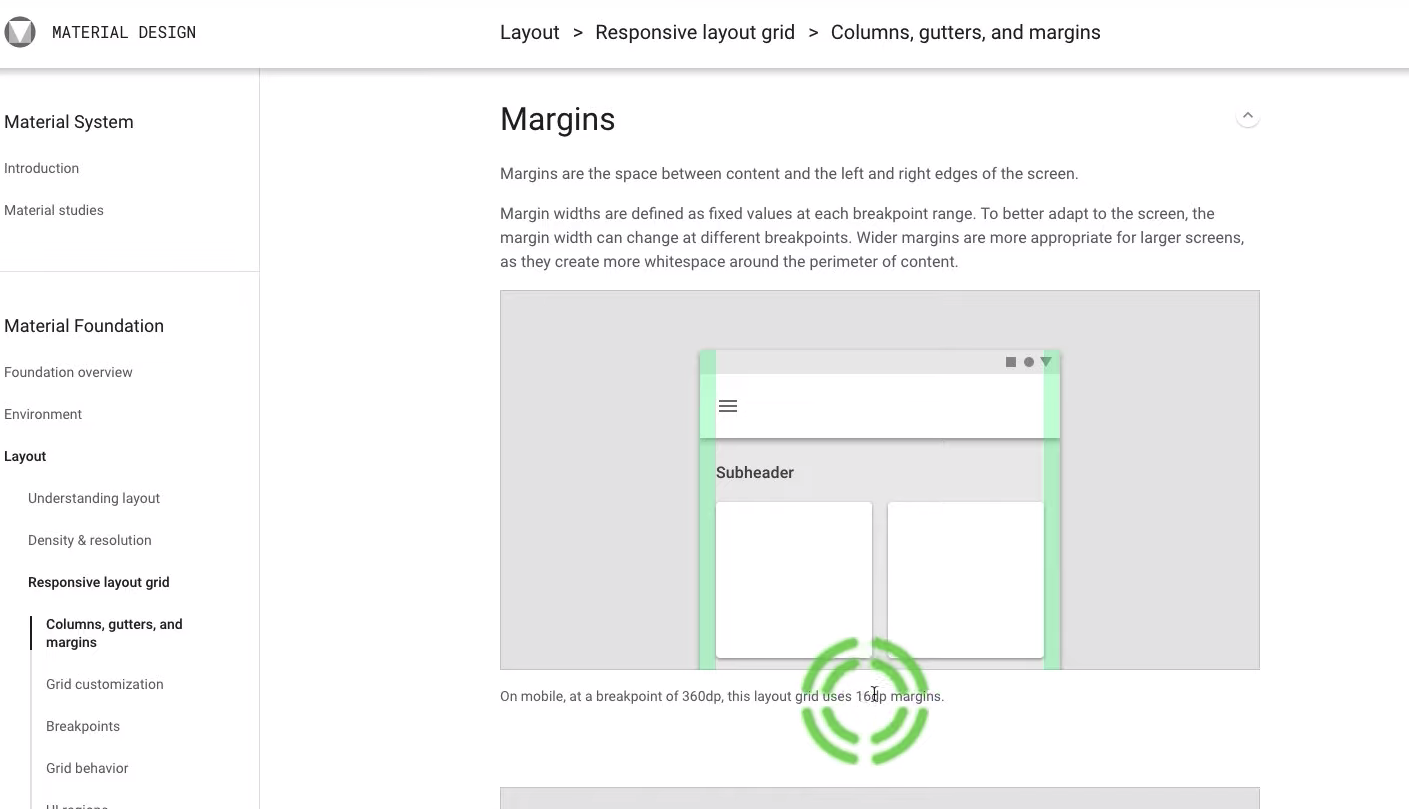 MATERIAL DESIGN
Layout > Responsive layout grid > Columns, gutters, and margins
Material System
Introduction
Material studies
Material Foundation
Foundation overview
Environment
Layout
Understanding layout
Density & resolution
Responsive layout grid
Columns, gutters, and
margins
Grid customization
Breakpoints
Grid behavior
UI regions
Margins
Margins are the space between content and the left and right edges of the screen.
Margin widths are defined as fixed values at each breakpoint range. To better adapt to the screen, the
margin width can change at different breakpoints. Wider margins are more appropriate for larger screens,
as they create more whitespace around the perimeter of content.
Subheader
On mobile, at a breakpoint of 360dp, this layout grid uses 16dp margins.